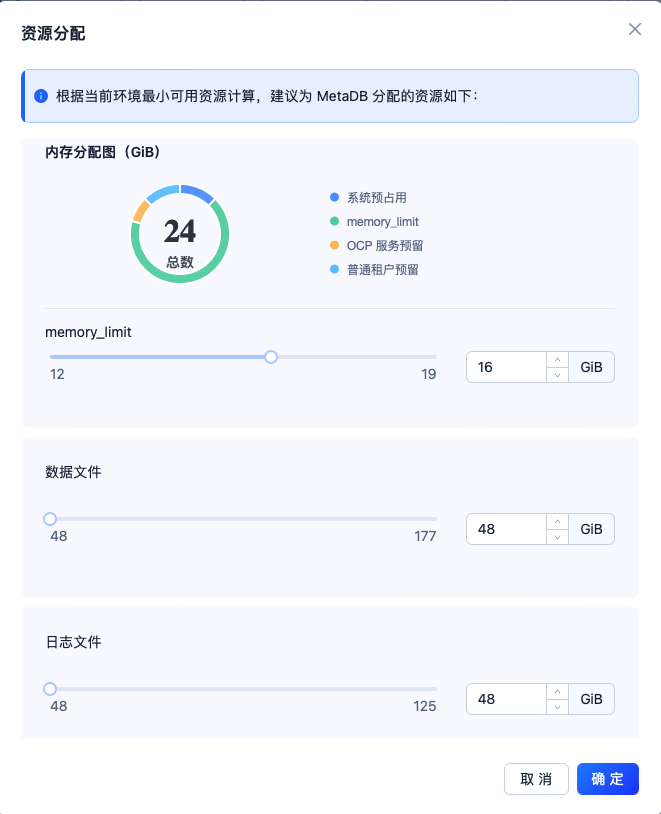 资源分配
根据当前环境最小可用资源计算，建议为 MetaDB 分配的资源如下：
内存分配图（GiB）
24
总数
系统预占用
memory_limit
OCP 服务预留
普通租户预留
memory_limit
12 19
16 GiB
数据文件
48 177
48 GiB
日志文件
48 125
48 GiB
取 消 确 定